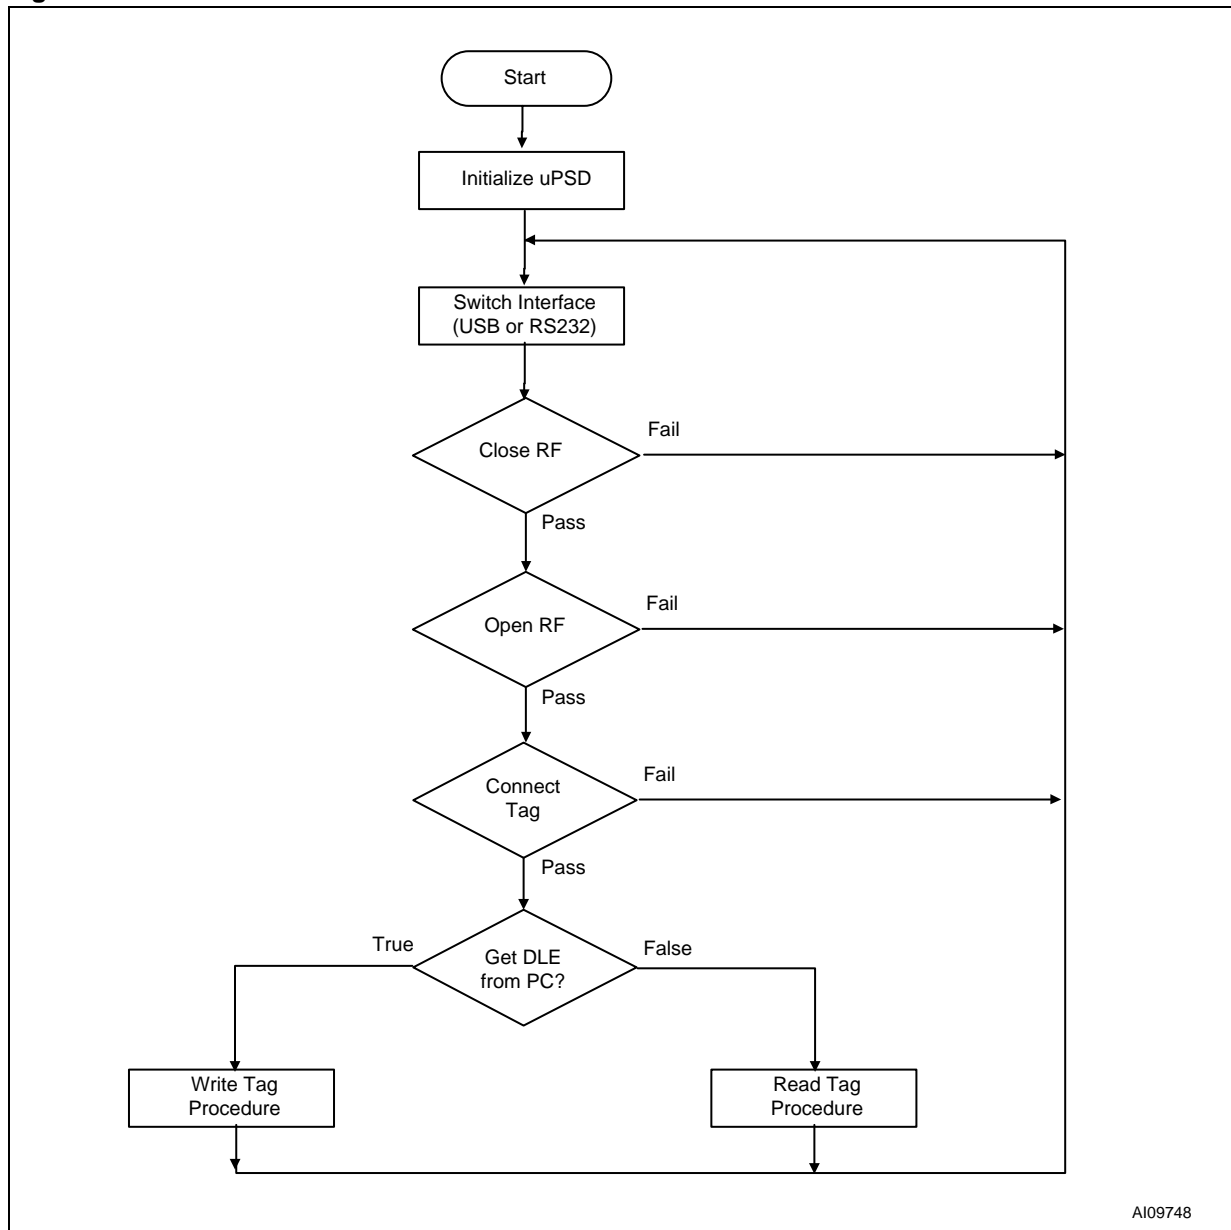 Start
Initialize uPSD
Switch Interface
(USB or RS232)
Close RF
Fail
Pass
Open RF
Fail
Pass
Connect
Tag
Fail
Pass
True
Get DLE
from PC?
False
Write Tag
Procedure
Read Tag
Procedure
AI09748